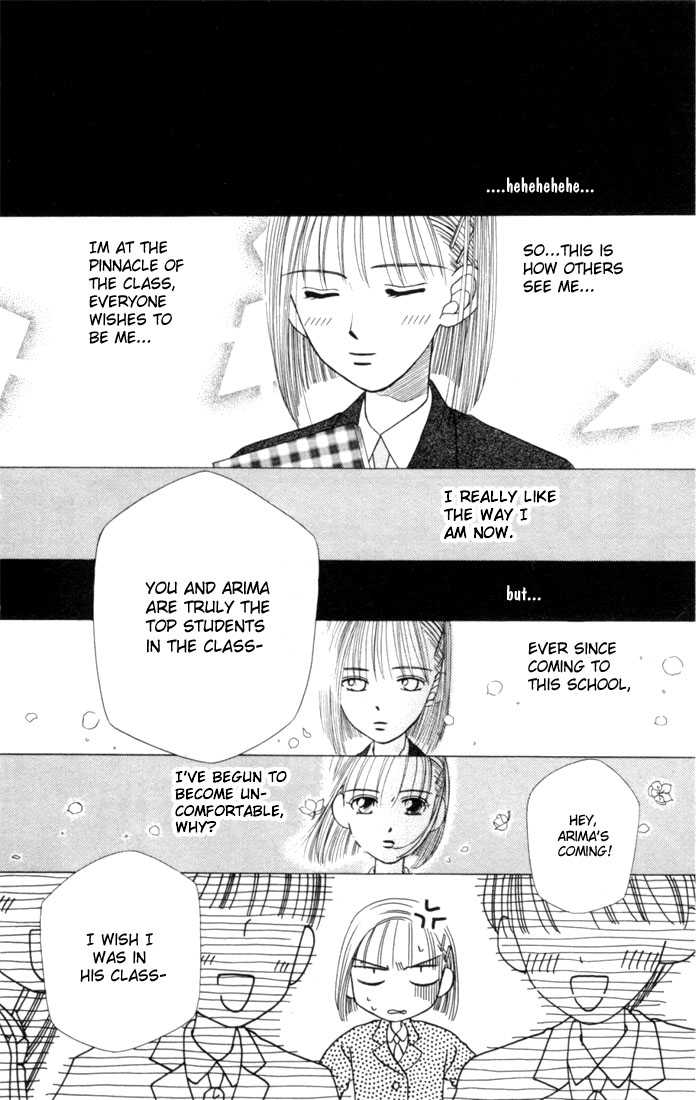 ....hehehehehe...
SO...THIS IS
HOW OTHERS
SEE ME...
IM AT THE
PINNACLE OF
THE CLASS,
EVERYONE
WISHES TO
BE ME...
I REALLY LIKE
THE WAY I
AM NOW.
but...
YOU AND ARIMA
ARE TRULY THE
TOP STUDENTS
IN THE CLASS-
EVER SINCE
COMING TO
THIS SCHOOL,
I'VE BEGUN TO
BECOME UN-
COMFORTABLE,
WHY?
HEY,
ARIMA'S
COMING!
I WISH I
WAS IN
HIS CLASS-